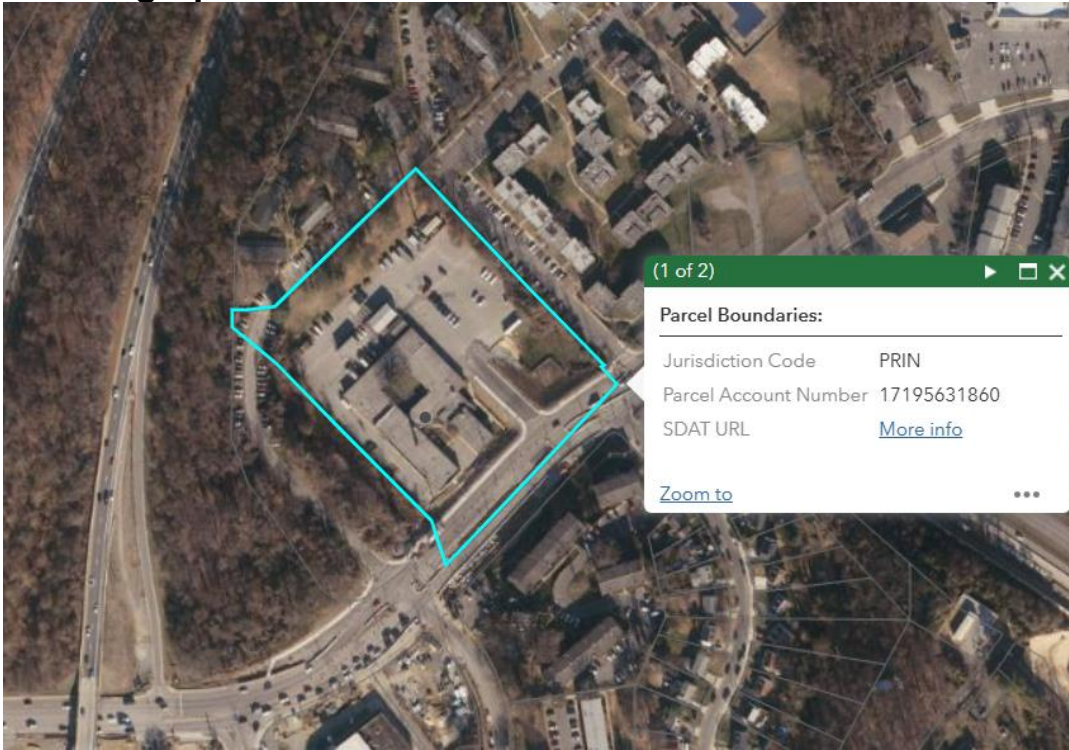 (1 of 2)
Parcel Boundaries:
Jurisdiction Code PRIN
Parcel Account Number 17195631860
SDAT URL More info
Zoom to